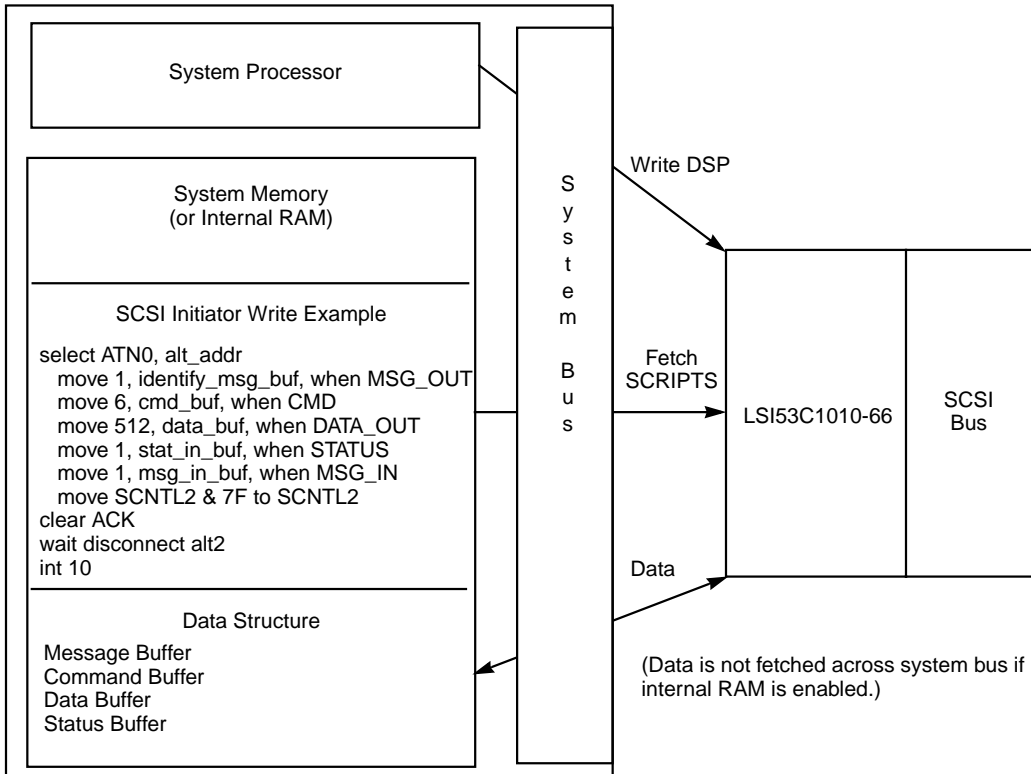 System Processor
System Memory
(or Internal RAM)
SCSI Initiator Write Example
select ATN0, alt_addr
move 1, identify_msg_buf, when MSG_OUT
move 6, cmd_buf, when CMD
move 512, data_buf, when DATA_OUT
move 1, stat_in_buf, when STATUS
move 1, msg_in_buf, when MSG_IN
move SCNTL2 & 7F to SCNTL2
clear ACK
wait disconnect alt2
int 10
Data Structure
Message Buffer
Command Buffer
Data Buffer
Status Buffer
System Bus
Write DSP
Fetch
SCRIPTS
Data
LSI53C1010-66
SCSI
Bus
(Data is not fetched across system bus if
internal RAM is enabled.)